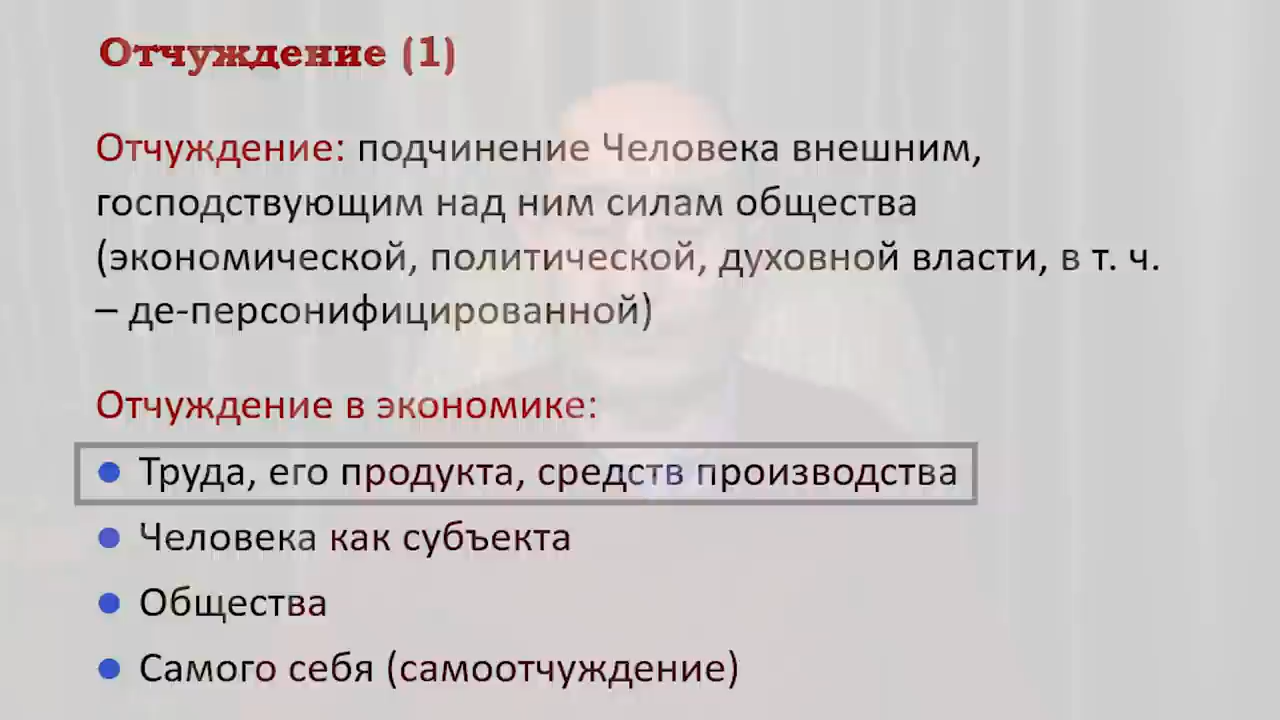 Отчуждение (1)
Отчуждение: подчинение Человека внешним,
господствующим над ним силам общества
(экономической, политической, духовной власти, в т. ч.
– де-персонифицированной)
Отчуждение в экономике:
● Труда, его продукта, средств производства
● Человека как субъекта
● Общества
● Самого себя (самоотчуждение)